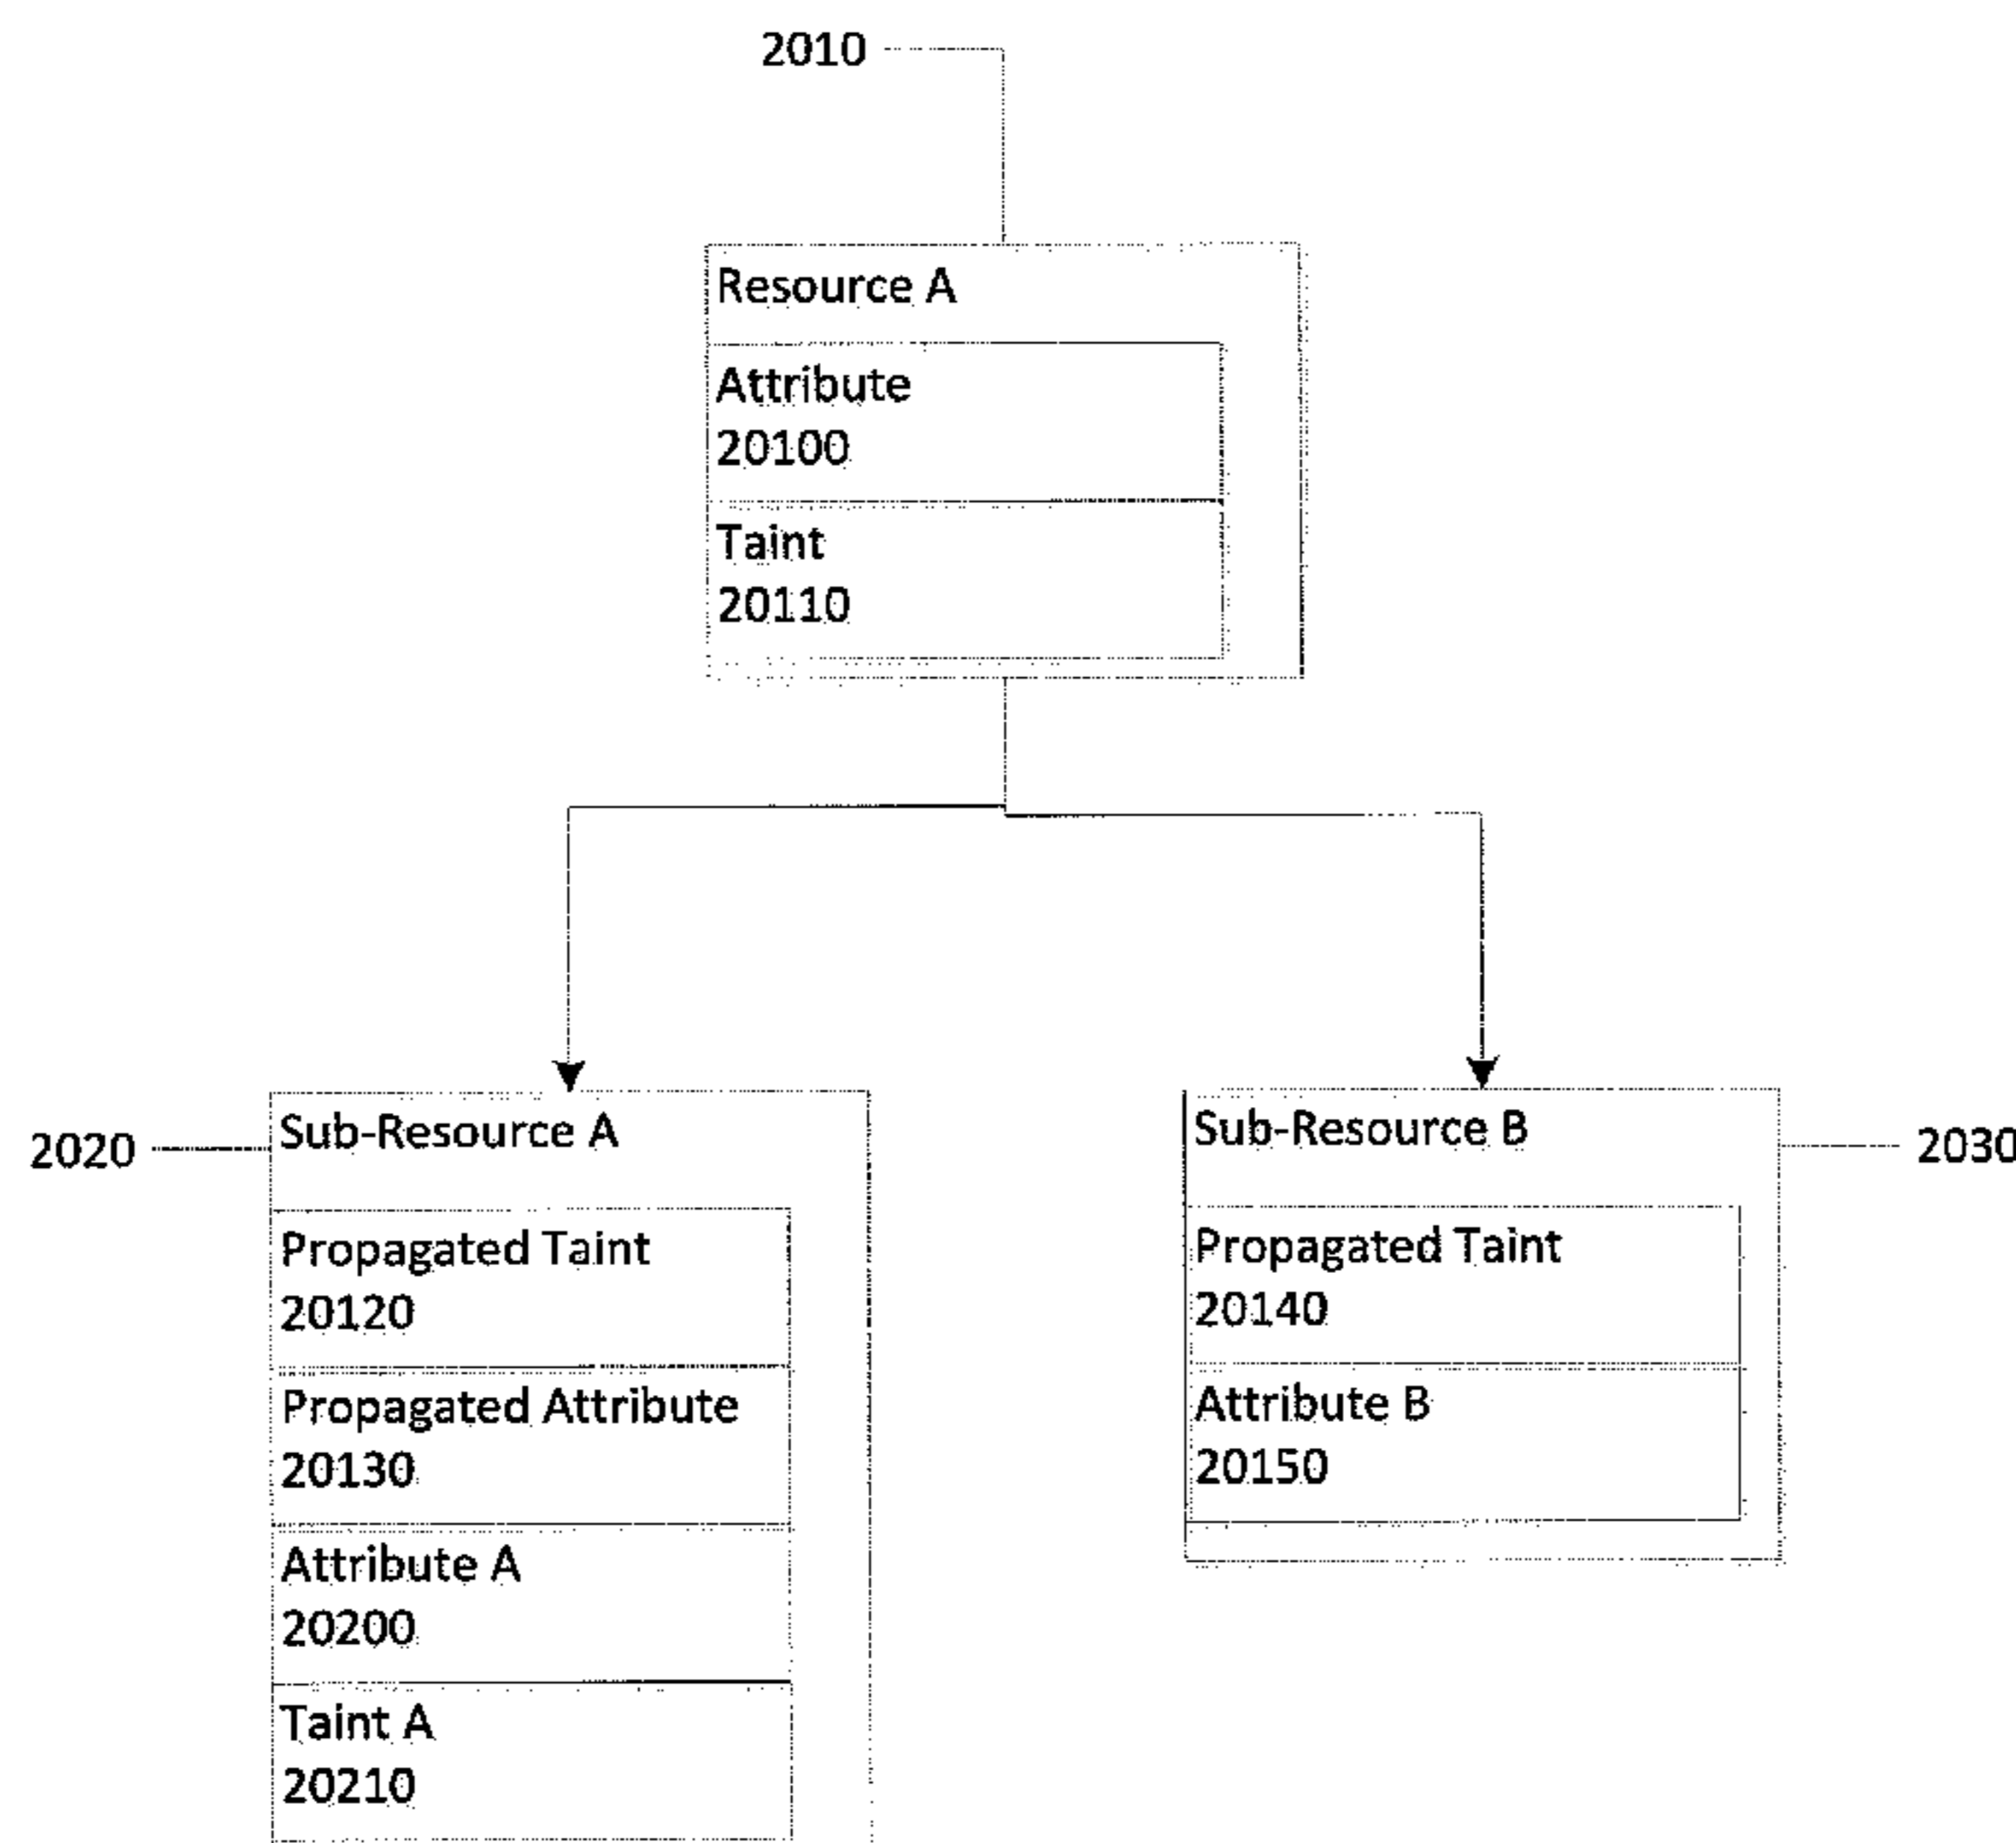 2010
Resource A
Attribute
20100
Taint
20110
2020
Sub-Resource A
Propagated Taint
20120
Propagated Attribute
20130
Attribute A
20200
Taint A
20210
Sub-Resource B
2030
Propagated Taint
20140
Attribute B
20150